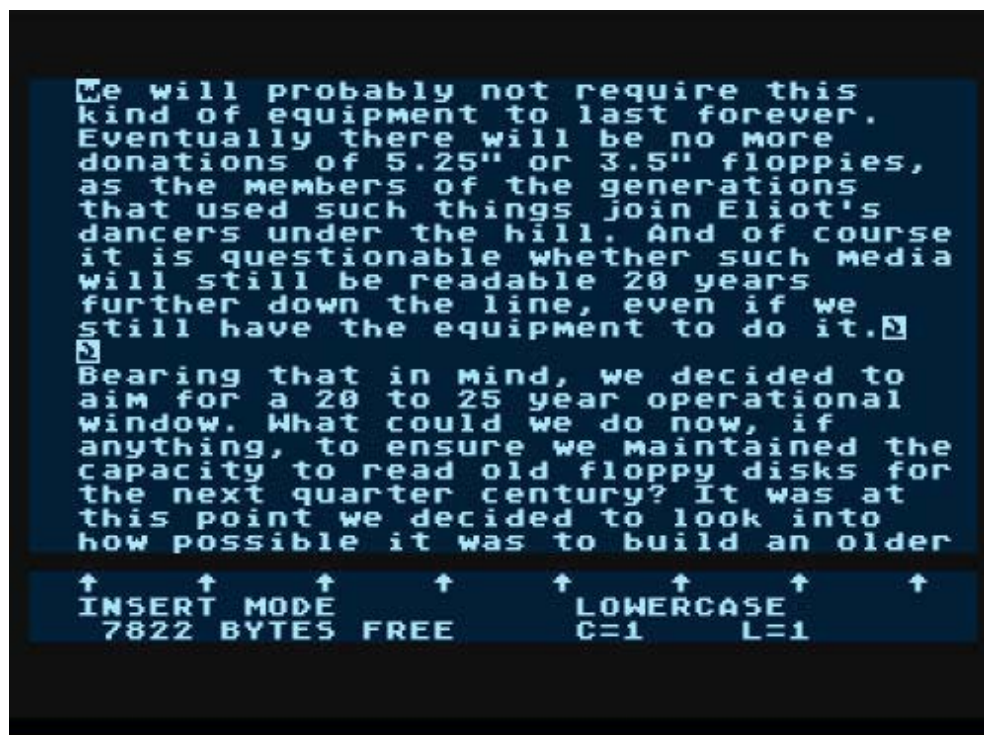 We will probably not require this
kind of equipment to last forever.
Eventually there will be no more
donations of 5.25" or 3.5" floppies,
as the members of the generations
that used such things join Eliot's
dancers under the hill. And of course
it is questionable whether such media
will still be readable 20 years
further down the line, even if we
still have the equipment to do it.
Bearing that in mind, we decided to
aim for a 20 to 25 year operational
window. What could we do now, if
anything, to ensure we maintained the
capacity to read old floppy disks for
the next quarter century? It was at
this point we decided to look into
how possible it was to build an older
INSERT MODE LOWERCASE
7822 BYTES FREE C=1 L=1